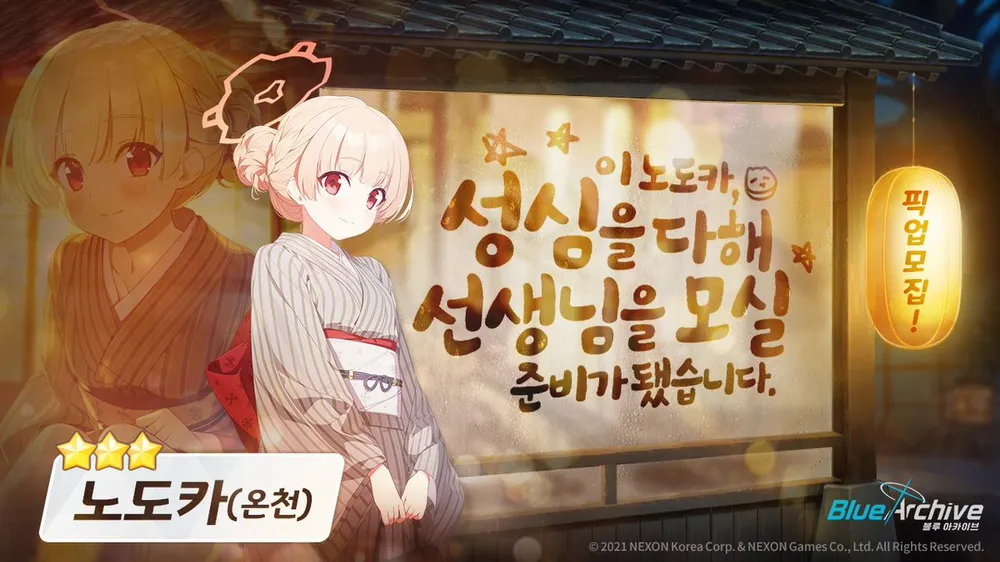 이 노도카,
성심을 다해
선생님을 모실
준비가 됐습니다.
픽업모집!
노도카(온천)
Blue Archive
블루 아카이브
© 2021 NEXON Korea Corp. & NEXON Games Co., Ltd. All Rights Reserved.